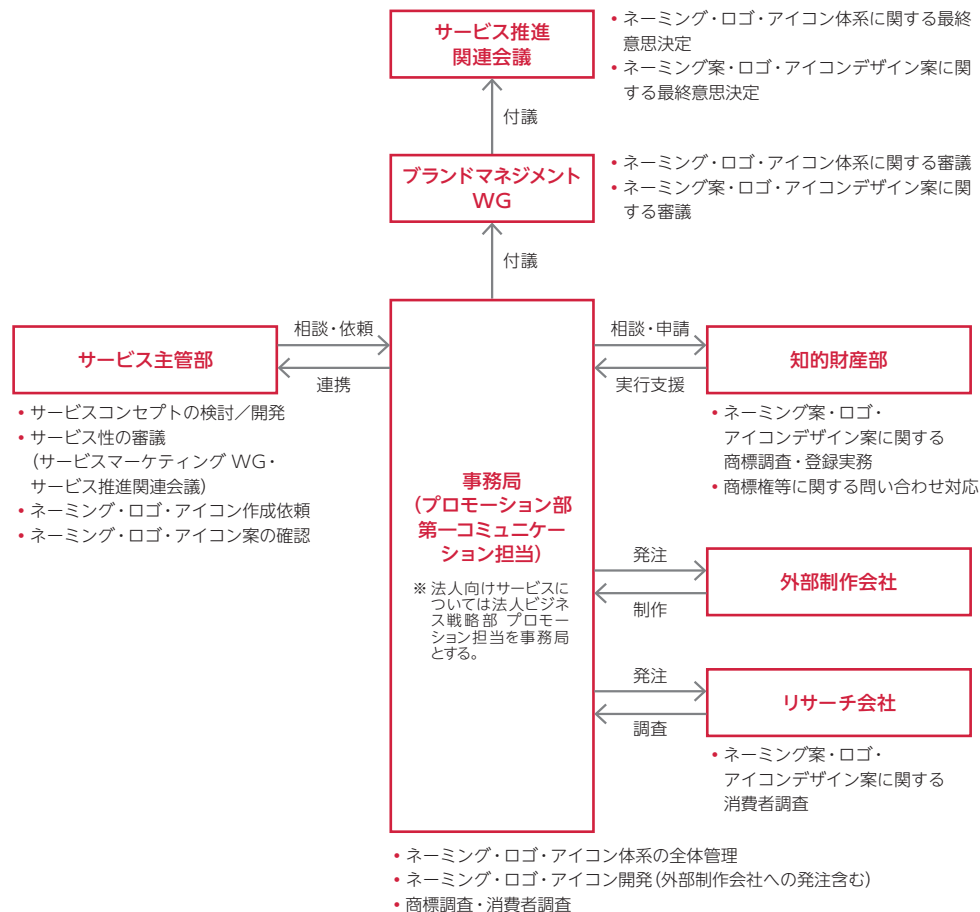 サービス推進
関連会議
• ネーミング・ロゴ・アイコン体系に関する最終
意思決定
• ネーミング案・ロゴ・アイコンデザイン案に関
する最終意思決定
付議
ブランドマネジメント
WG
• ネーミング・ロゴ・アイコン体系に関する審議
• ネーミング案・ロゴ・アイコンデザイン案に関
する審議
付議
サービス主管部
相談・依頼
連携
• サービスコンセプトの検討／開発
• サービス性の審議
(サービスマーケティング WG・
サービス推進関連会議)
• ネーミング・ロゴ・アイコン作成依頼
• ネーミング・ロゴ・アイコン案の確認
事務局
(プロモーション部
第一コミュニケー
ション担当)
※ 法人向けサービスに
ついては法人ビジネ
ス戦略部 プロモー
ション担当を事務局
とする。
相談・申請
実行支援
知的財産部
• ネーミング案・ロゴ・
アイコンデザイン案に関する
商標調査・登録実務
• 商標権等に関する問い合わせ対応
発注
制作
外部制作会社
発注
調査
リサーチ会社
• ネーミング案・ロゴ・
アイコンデザイン案に関する
消費者調査
• ネーミング・ロゴ・アイコン体系の全体管理
• ネーミング・ロゴ・アイコン開発(外部制作会社への発注含む)
• 商標調査・消費者調査